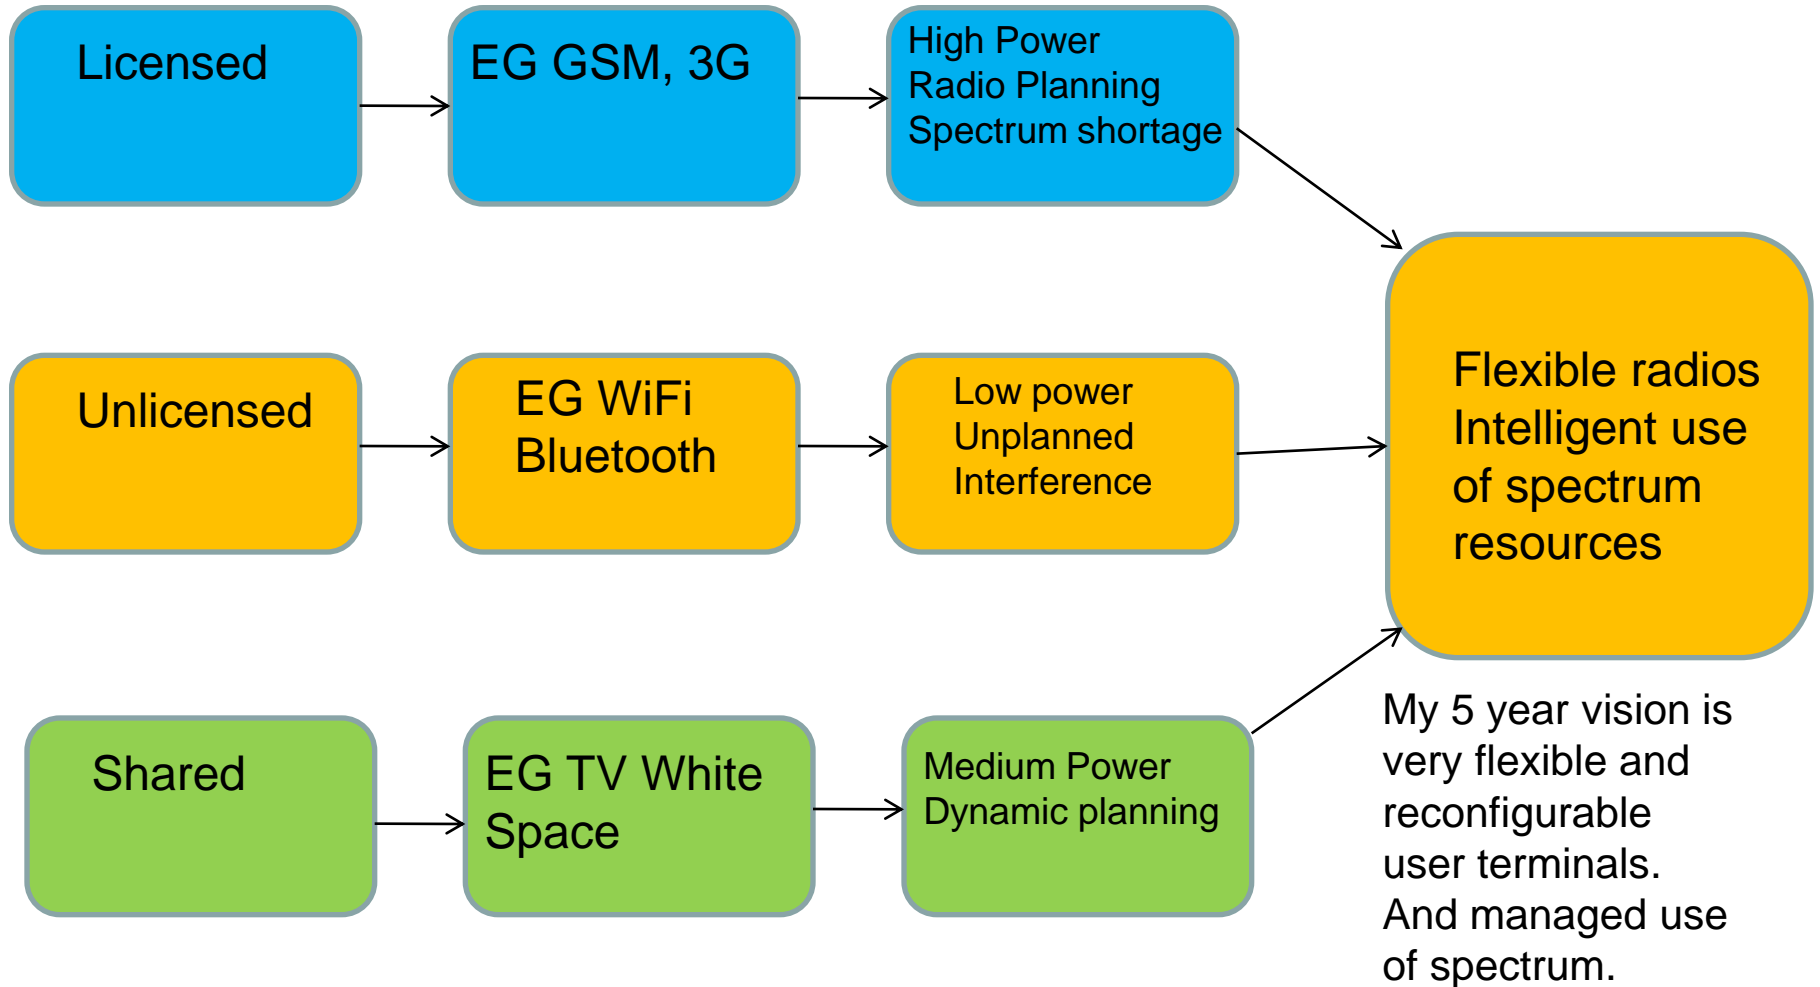 Licensed
EG GSM, 3G
High Power
Radio Planning
Spectrum shortage
Unlicensed
EG WiFi
Bluetooth
Low power
Unplanned
Interference
Flexible radios
Intelligent use
of spectrum
resources
Shared
EG TV White
Space
Medium Power
Dynamic planning
My 5 year vision is
very flexible and
reconfigurable
user terminals.
And managed use
of spectrum.